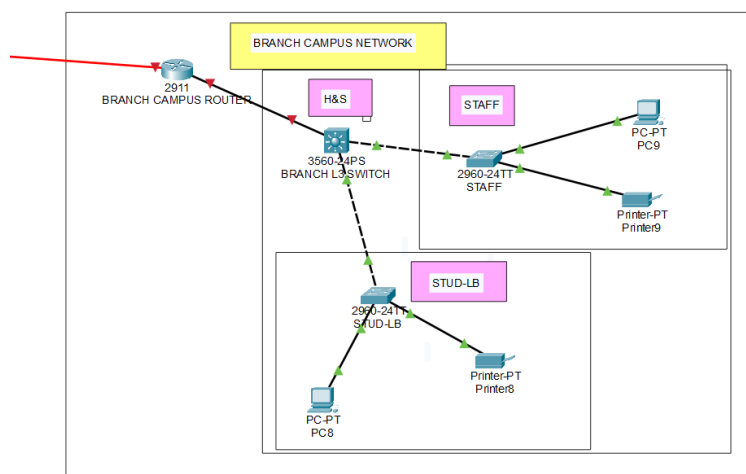 BRANCH CAMPUS NETWORK
2911
BRANCH CAMPUS ROUTER
H&S
STAFF
3560-24PS
BRANCH L3 SWITCH
2960-24TT
STAFF
PC-PT
PC9
Printer-PT
Printer9
STUD-LB
2960-24TT
STUD-LB
Printer-PT
Printer8
PC-PT
PC8